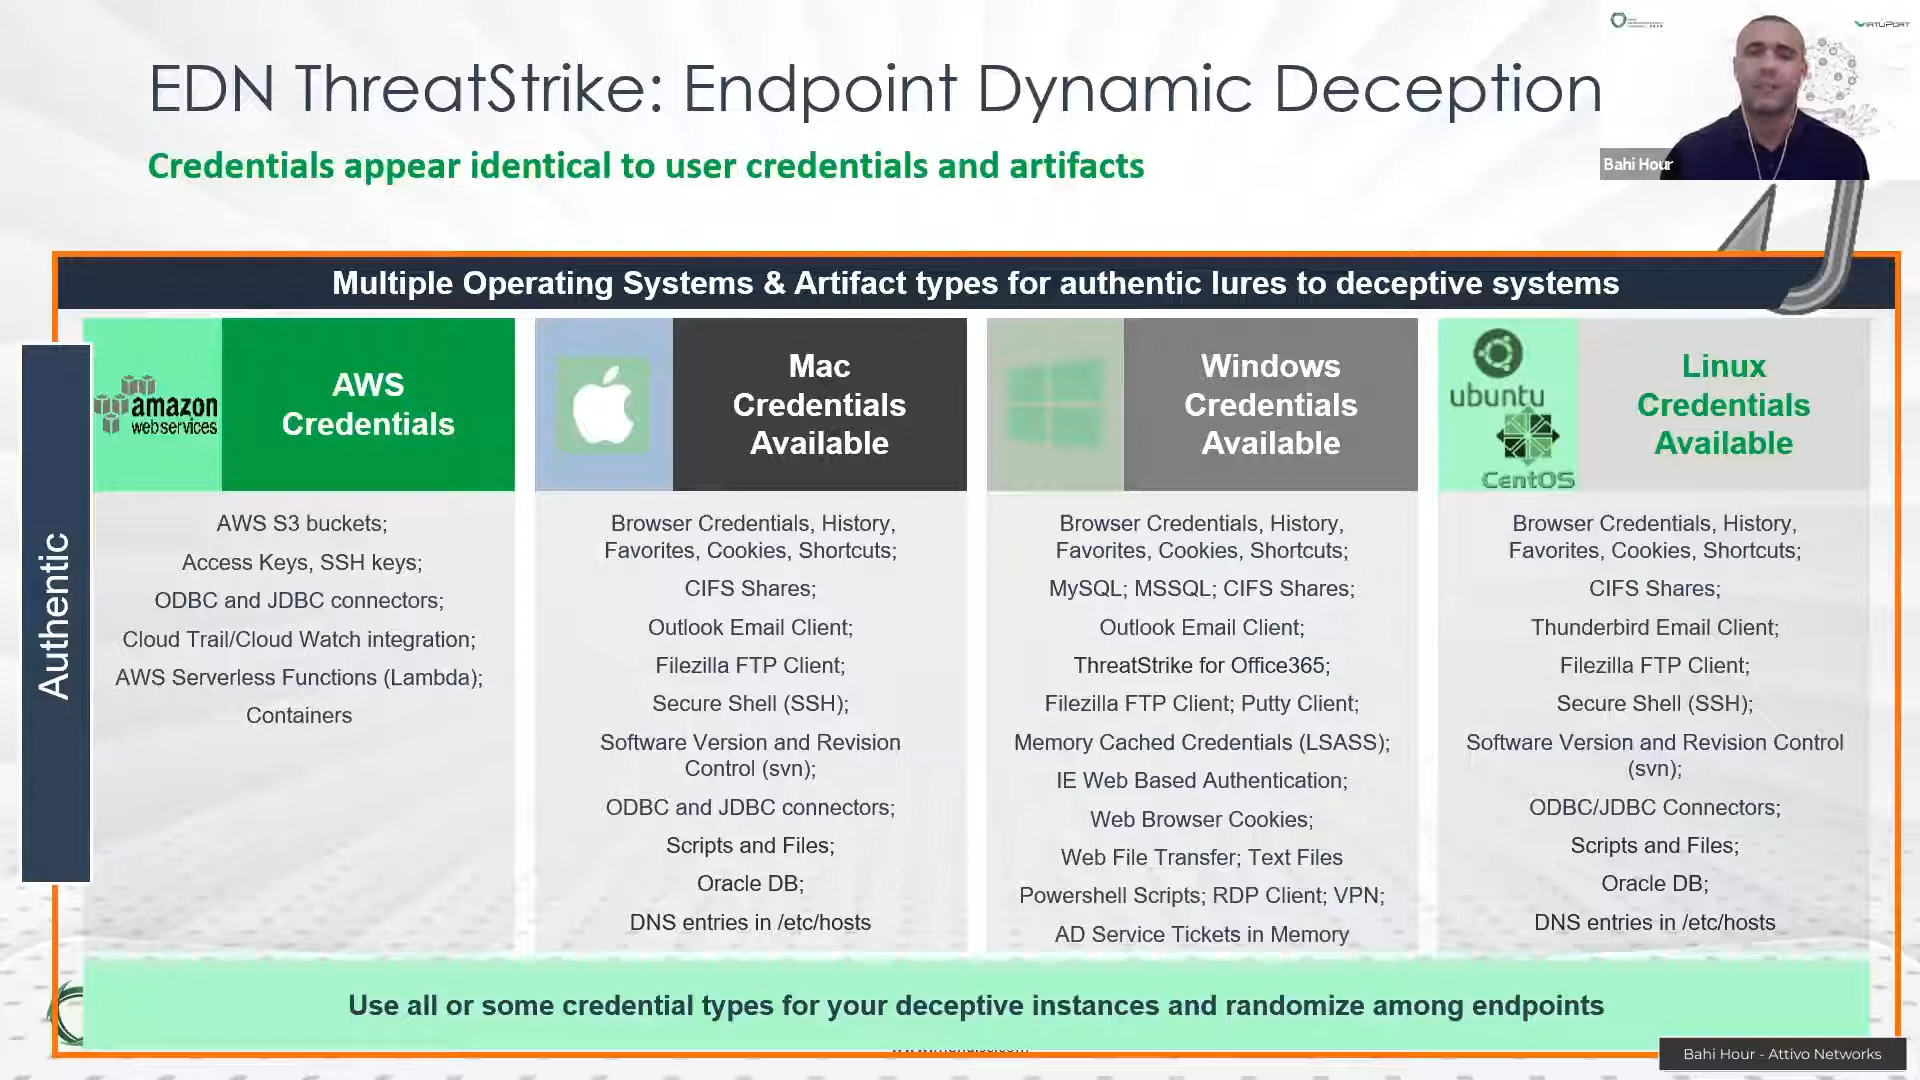 EDN ThreatStrike: Endpoint Dynamic Deception
Credentials appear identical to user credentials and artifacts
VIRTUPORT
Bahi Hour
Multiple Operating Systems & Artifact types for authentic lures to deceptive systems
Authentic
amazon
webservices
AWS
Credentials
AWS S3 buckets;
Access Keys, SSH keys;
ODBC and JDBC connectors;
Cloud Trail/Cloud Watch integration;
AWS Serverless Functions (Lambda);
Containers
Mac
Credentials
Available
Browser Credentials, History,
Favorites, Cookies, Shortcuts;
CIFS Shares;
Outlook Email Client;
Filezilla FTP Client;
Secure Shell (SSH);
Software Version and Revision
Control (svn);
ODBC and JDBC connectors;
Scripts and Files;
Oracle DB;
DNS entries in /etc/hosts
Windows
Credentials
Available
Browser Credentials, History,
Favorites, Cookies, Shortcuts;
MySQL; MSSQL; CIFS Shares;
Outlook Email Client;
ThreatStrike for Office365;
Filezilla FTP Client; Putty Client;
Memory Cached Credentials (LSASS);
IE Web Based Authentication;
Web Browser Cookies;
Web File Transfer; Text Files
Powershell Scripts; RDP Client; VPN;
AD Service Tickets in Memory
ubuntu
CentOS
Linux
Credentials
Available
Browser Credentials, History,
Favorites, Cookies, Shortcuts;
CIFS Shares;
Thunderbird Email Client;
Filezilla FTP Client;
Secure Shell (SSH);
Software Version and Revision Control
(svn);
ODBC/JDBC Connectors;
Scripts and Files;
Oracle DB;
DNS entries in /etc/hosts
Use all or some credential types for your deceptive instances and randomize among endpoints
Bahi Hour - Attivo Networks